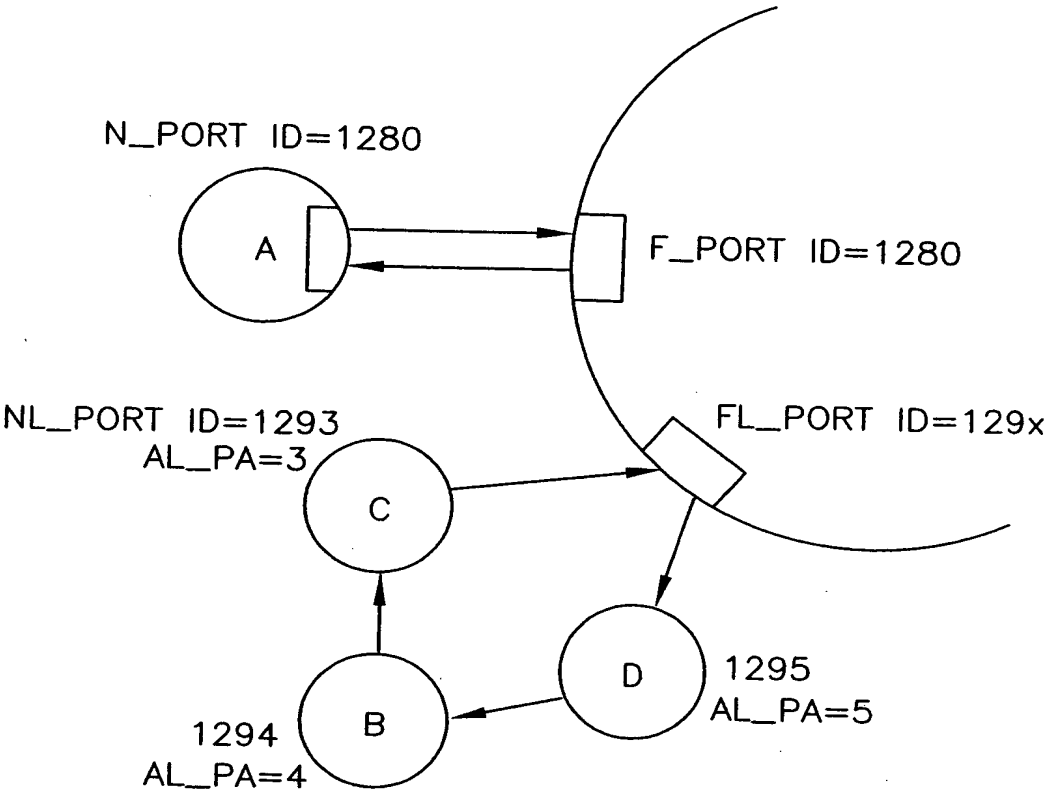 N_PORT ID=1280
A
F_PORT ID=1280
NL_PORT ID=1293
AL_PA=3
FL_PORT ID=129x
C
D
1295
AL_PA=5
B
1294
AL_PA=4